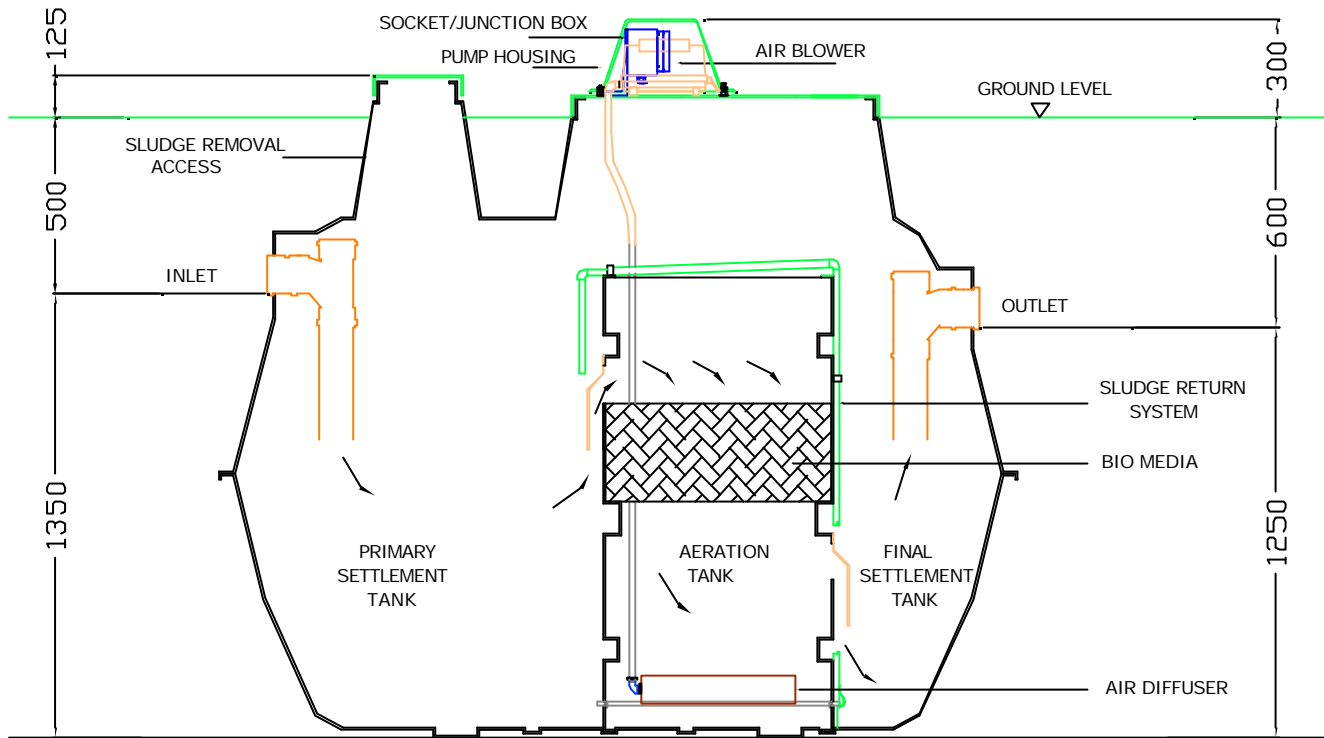 SOCKET/JUNCTION BOX
PUMP HOUSING
AIR BLOWER
125
300
GROUND LEVEL
SLUDGE REMOVAL
ACCESS
500
600
INLET
OUTLET
SLUDGE RETURN
SYSTEM
BIO MEDIA
1350
1250
PRIMARY
SETTLEMENT
TANK
AERATION
TANK
FINAL
SETTLEMENT
TANK
AIR DIFFUSER